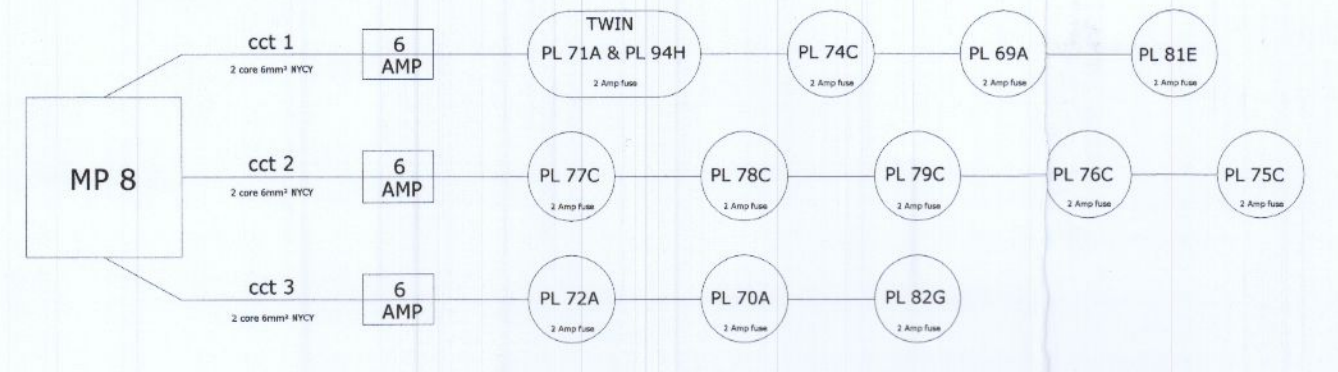 MP 8
cct 1
2 core 6mm² NYCY
6
AMP
TWIN
PL 71A & PL 94H
2 Amp fuse
PL 74C
2 Amp fuse
PL 69A
2 Amp fuse
PL 81E
2 Amp fuse
cct 2
2 core 6mm² NYCY
6
AMP
PL 77C
2 Amp fuse
PL 78C
2 Amp fuse
PL 79C
2 Amp fuse
PL 76C
2 Amp fuse
PL 75C
2 Amp fuse
cct 3
2 core 6mm² NYCY
6
AMP
PL 72A
2 Amp fuse
PL 70A
2 Amp fuse
PL 82G
2 Amp fuse